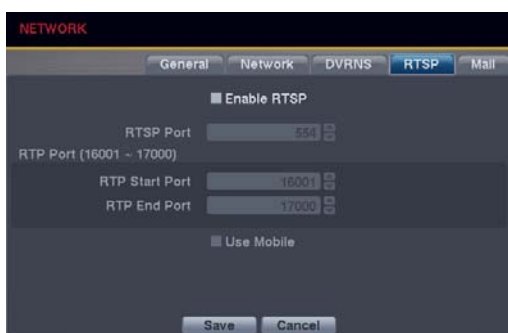 NETWORK
General Network DVRNS RTSP Mail
Enable RTSP
RTSP Port 554
RTP Port (16001 ~ 17000)
RTP Start Port 16001
RTP End Port 17000
Use Mobile
Save Cancel